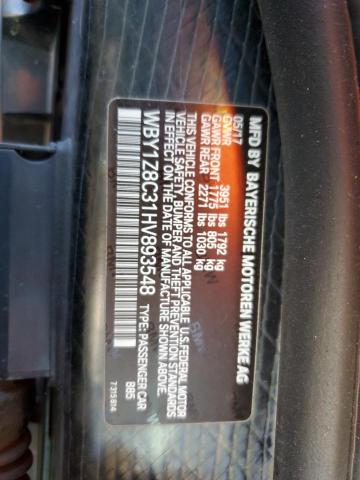 MFD BY BAYERISCHE MOTOREN WERKE AG
05/17
GVWR 3951 lbs 1792 kg
GAWR FRONT 1775 lbs 805 kg
GAWR REAR 2271 lbs 1030 kg
THIS VEHICLE CONFORMS TO ALL APPLICABLE U.S. FEDERAL MOTOR
VEHICLE SAFETY, BUMPER AND THEFT PREVENTION STANDARDS
IN EFFECT ON THE DATE OF MANUFACTURE SHOWN ABOVE.
WBY1Z8C31HV893548 TYPE: PASSENGER CAR
B85
7315814